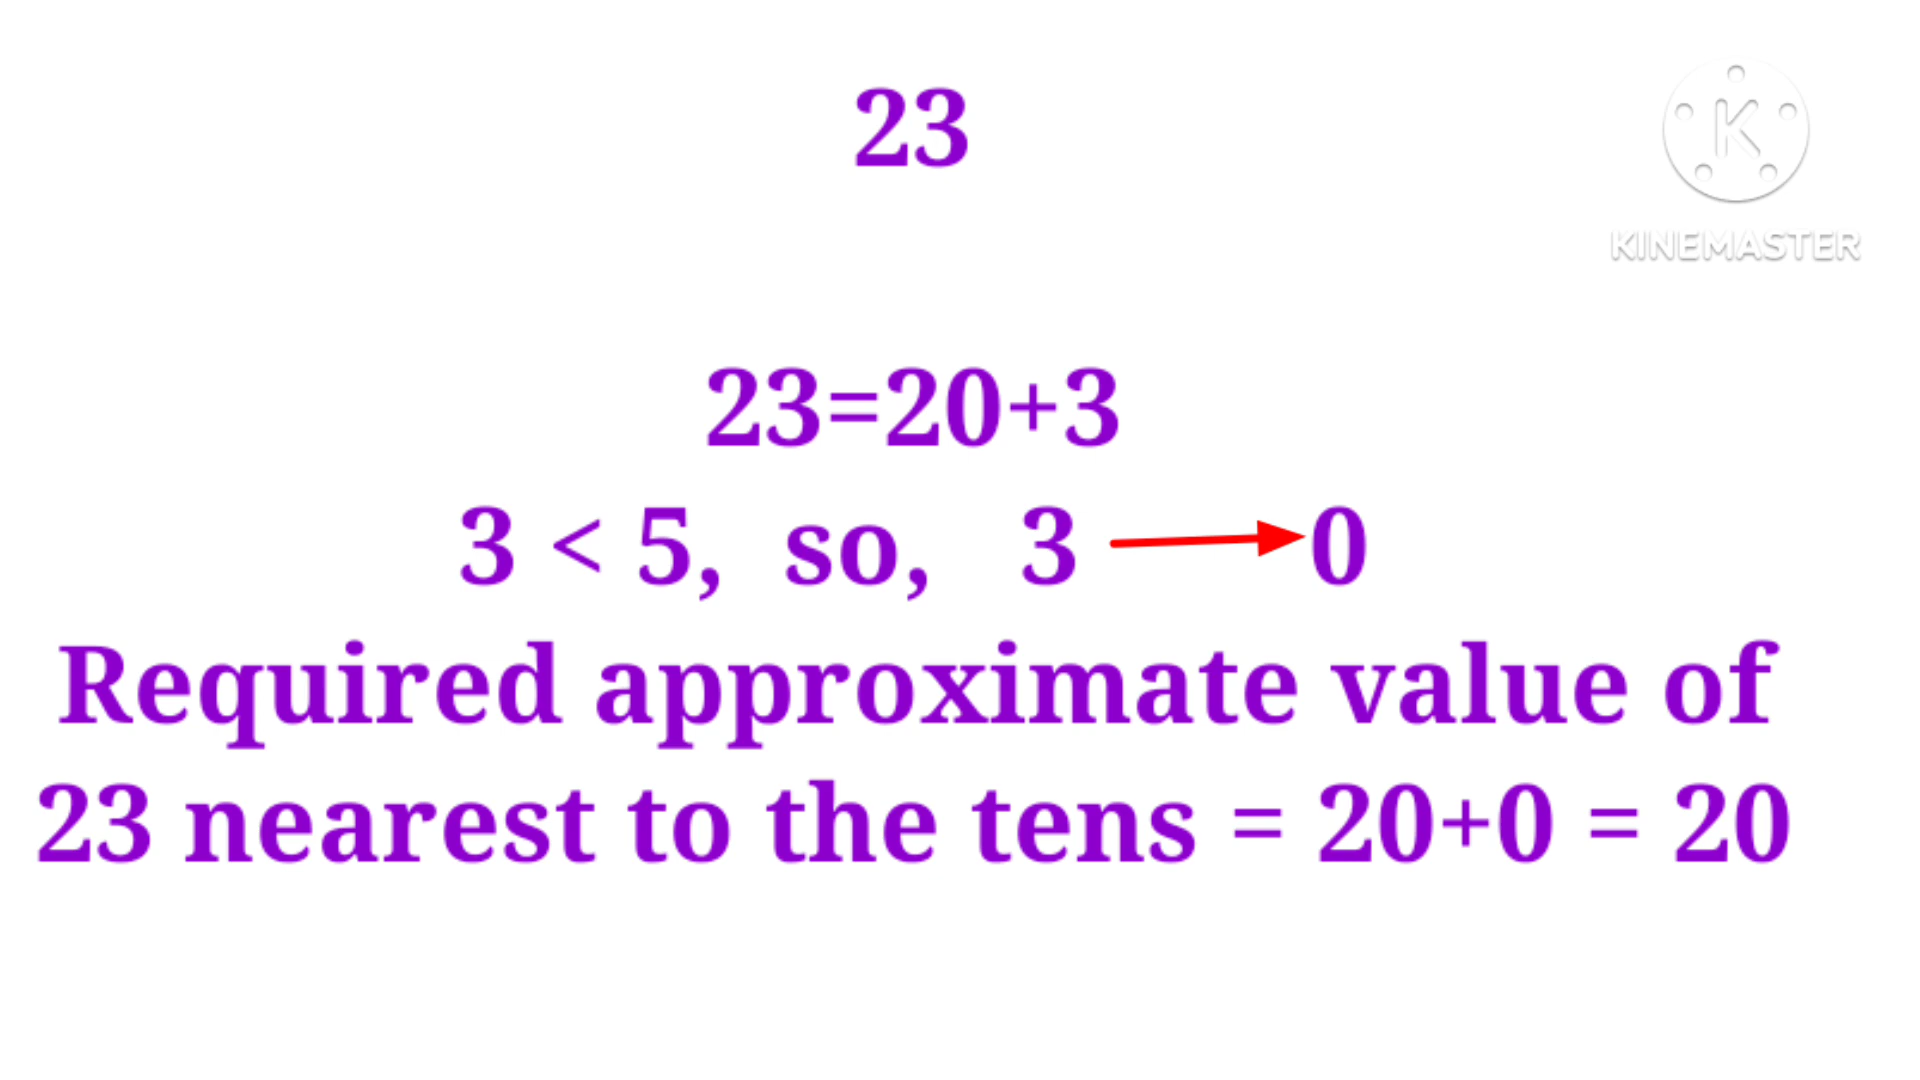 23
KINEMASTER
23=20+3
3 < 5, so, 3 0
Required approximate value of
23 nearest to the tens = 20+0 = 20